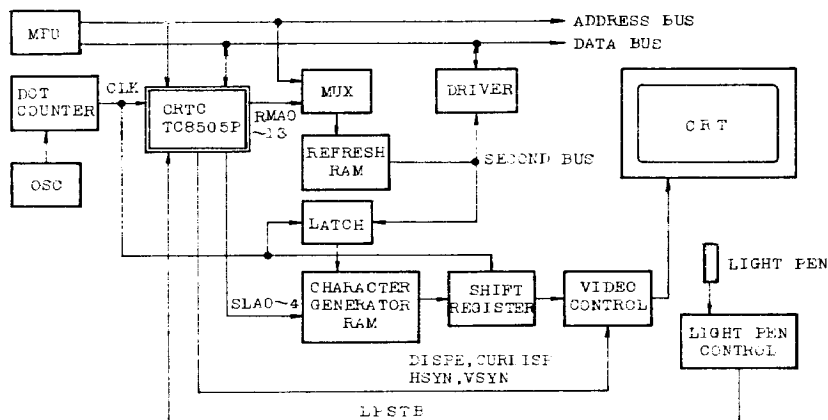 MPU
ADDRESS BUS
DATA BUS
CLK
DOT
COUNTER
CRTC
TC8505P
RMA0
~13
MUX
DRIVER
CRT
REFRESH
RAM
SECOND BUS
OSC
LATCH
LIGHT PEN
CHARACTER
GENERATOR
RAM
SLA0~4
SHIFT
REGISTER
VIDEO
CONTROL
LIGHT PEN
CONTROL
DISPE, CURDISP
HSYN, VSYN
LPSTB